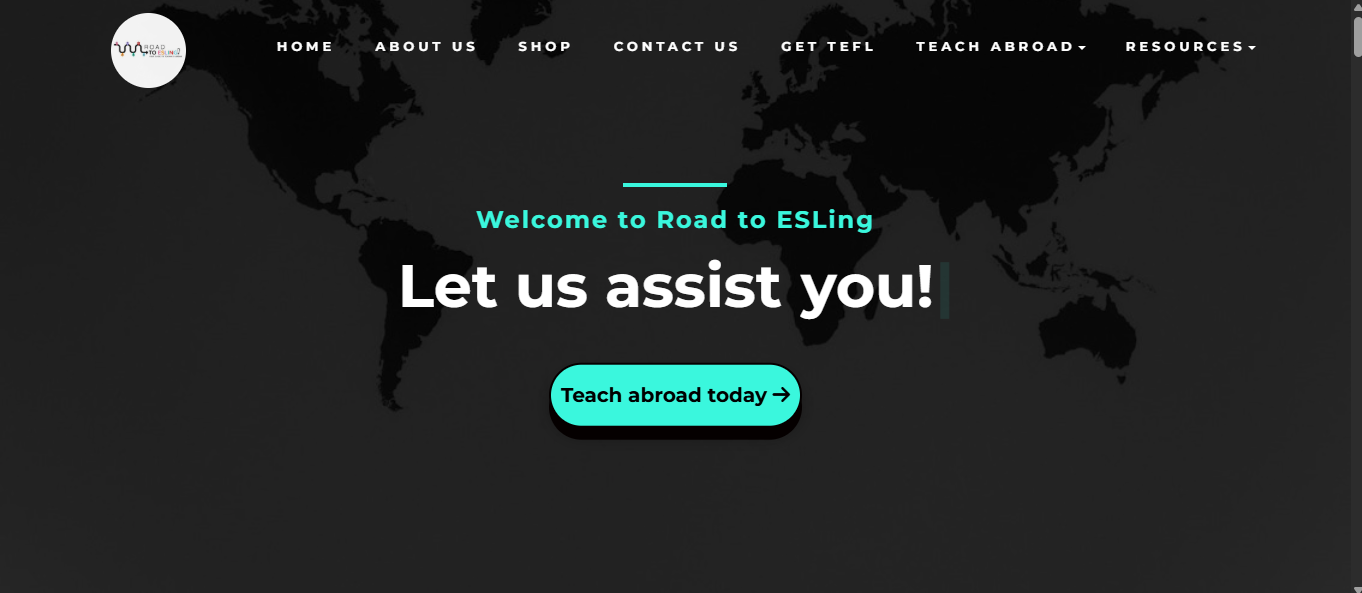 ROAD
TO ESLING
HOME ABOUT US SHOP CONTACT US GET TEFL TEACH ABROAD RESOURCES
Welcome to Road to ESLing
Let us assist you!
Teach abroad today →